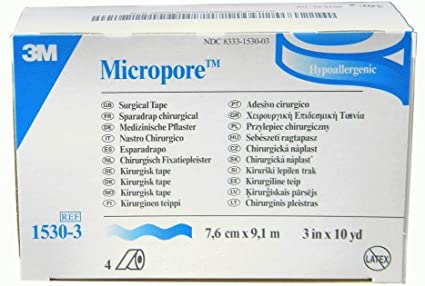 NDC 8333-1530-03
3M
Micropore™
Hypoallergenic
GB Surgical Tape
FR Sparadrap chirurgical
DE Medizinische Pflaster
IT Nastro Chirurgico
ES Esparadrapo
NL Chirurgisch Fixatiepleister
SE Kirurgisk tape
DK Kirurgisk tape
NO Kirurgisk tape
FI Kirurginen teippi
PT Adesivo cirurgico
GR Χειρουργική Επιδεσμική Ταινία
PL Przylepiec chirurgiczny
HU Sebészeti ragtapasz
CZ Chirurgická náplast
SK Chirurgická náplasť
SI Kirurški lepilen trak
EE Kirurgiline teip
LV Kirurģiskais pārsējs
LT Chirurginis pleistras
REF
1530-3
7,6 cm x 9,1 m 3 in x 10 yd
4
LATEX